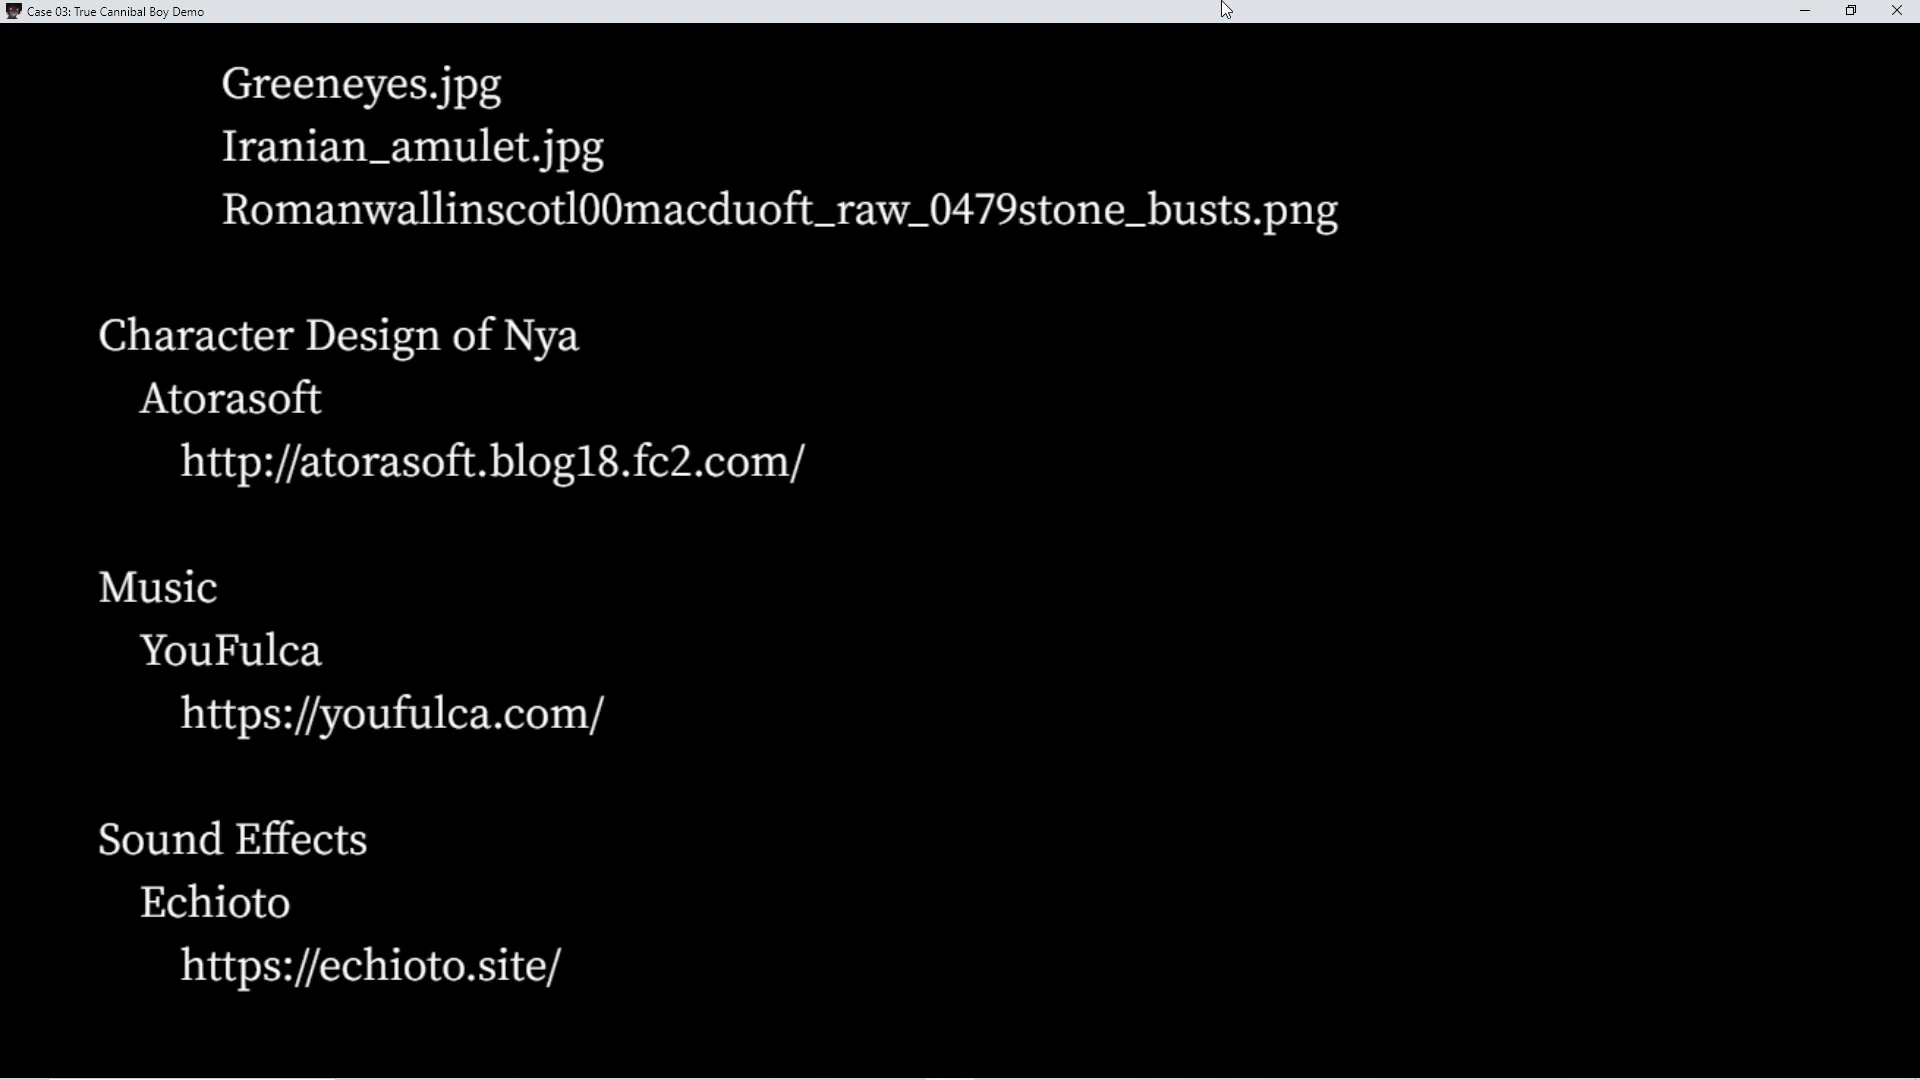 Case 03: True Cannibal Boy Demo
Greeneyes.jpg
Iranian_amulet.jpg
Romanwallinscotl00macduoft_raw_0479stone_busts.png
Character Design of Nya
Atorasoft
http://atorasoft.blog18.fc2.com/
Music
YouFulca
https://youfulca.com/
Sound Effects
Echioto
https://echioto.site/